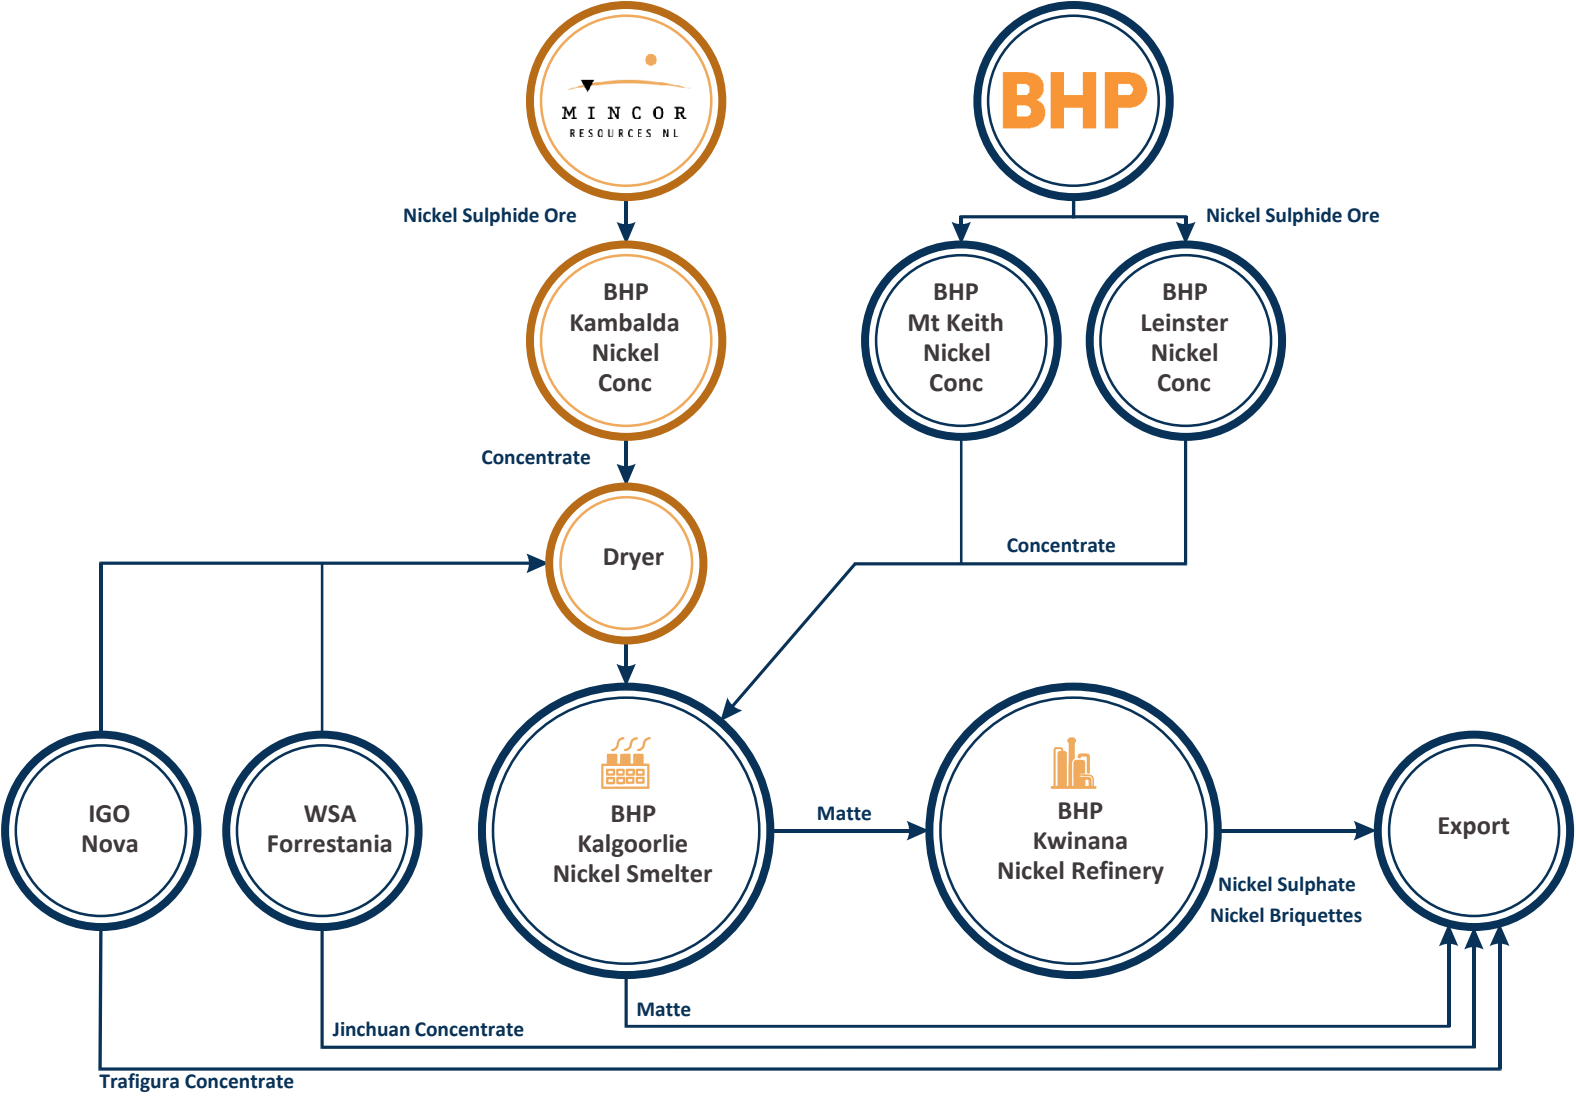 MINCOR
RESOURCES NL
BHP
Nickel Sulphide Ore
Nickel Sulphide Ore
BHP
Kambalda
Nickel
Conc
BHP
Mt Keith
Nickel
Conc
BHP
Leinster
Nickel
Conc
Concentrate
Dryer
Concentrate
IGO
Nova
WSA
Forrestania
BHP
Kalgoorlie
Nickel Smelter
Matte
BHP
Kwinana
Nickel Refinery
Export
Nickel Sulphate
Nickel Briquettes
Matte
Jinchuan Concentrate
Trafigura Concentrate